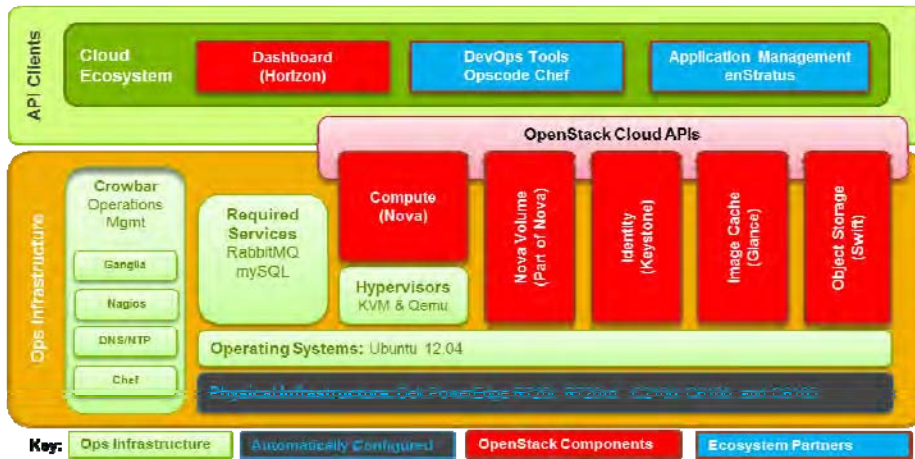 API Clients
Cloud
Ecosystem
Dashboard
(Horizon)
DevOps Tools
Opscode Chef
Application Management
enStratus
OpenStack Cloud APIs
Ops Infrastructure
Crowbar
Operations
Mgmt
Ganglia
Nagios
DNS/NTP
Chef
Required
Services
RabbitMQ
mySQL
Compute
(Nova)
Hypervisors
KVM & Qemu
Nova Volume
(Part of Nova)
Identity
(Keystone)
Image Cache
(Glance)
Object Storage
(Swift)
Operating Systems: Ubuntu 12.04
Physical Infrastructure: Dell PowerEdge and
Key: Ops Infrastructure Automatically Configured OpenStack Components Ecosystem Partners